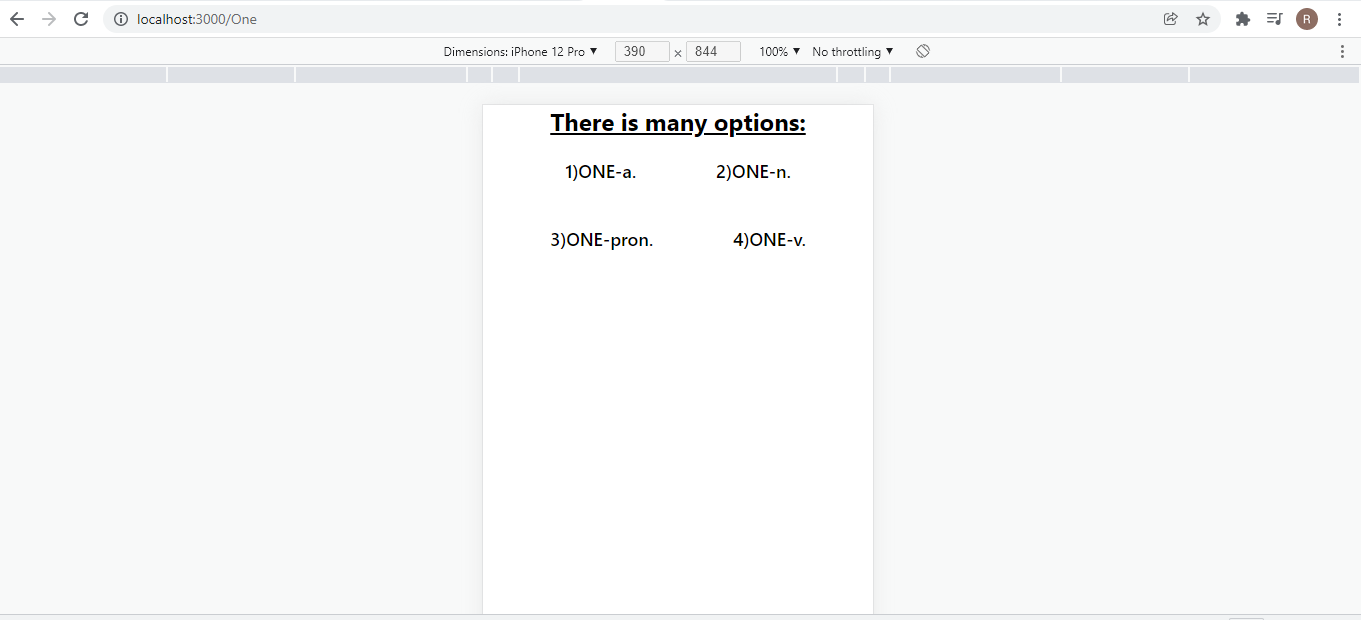 localhost:3000/One
R
Dimensions: iPhone 12 Pro ▼ 390 × 844 100% ▼ No throttling ▼
There is many options:
1)ONE-a. 2)ONE-n.
3)ONE-pron. 4)ONE-v.